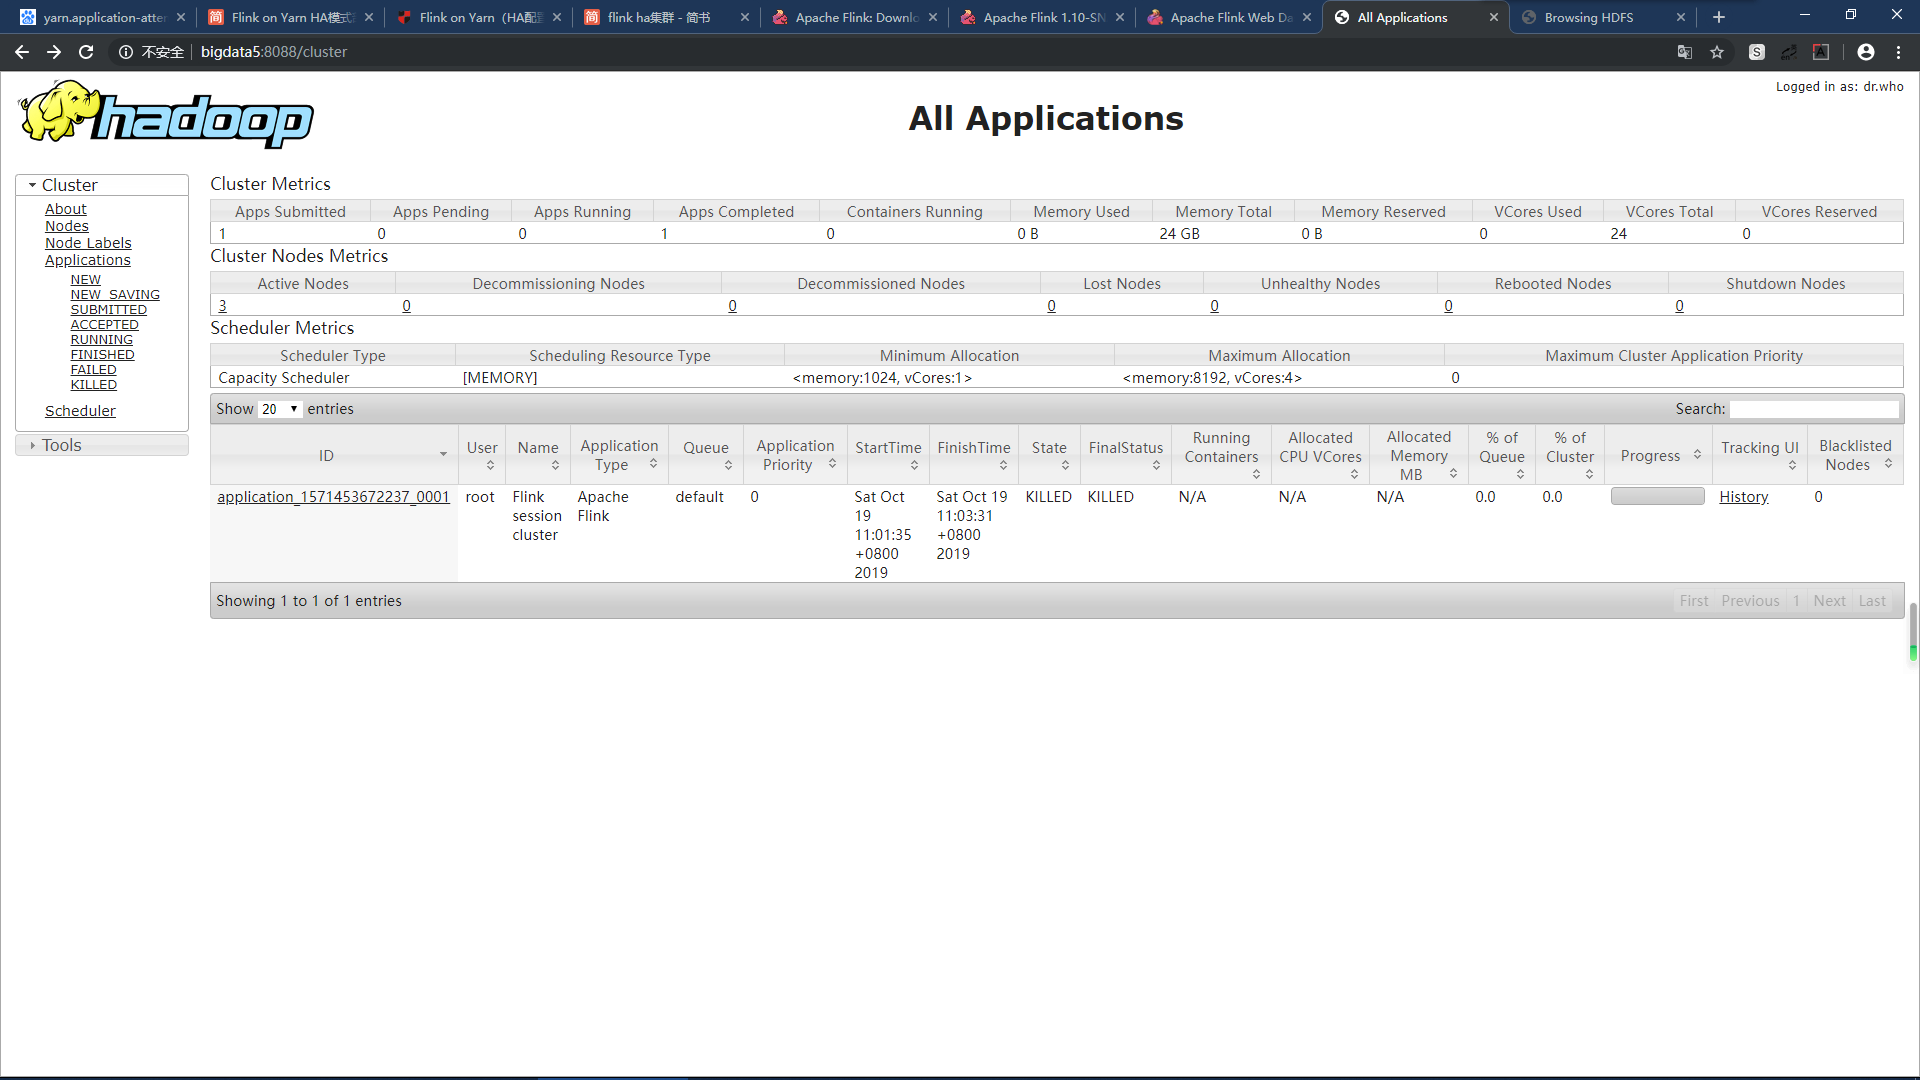 yarn.application-atte
Flink on Yarn HA模式
Flink on Yarn（HA配
flink ha集群 - 简书
Apache Flink: Downlo
Apache Flink 1.10-SN
Apache Flink Web Da
All Applications
Browsing HDFS
不安全 bigdata5:8088/cluster
Logged in as: dr.who
hadoop
All Applications
Cluster
About
Nodes
Node Labels
Applications
NEW
NEW_SAVING
SUBMITTED
ACCEPTED
RUNNING
FINISHED
FAILED
KILLED
Scheduler
Tools
Cluster Metrics
Apps Submitted Apps Pending Apps Running Apps Completed Containers Running Memory Used Memory Total Memory Reserved VCores Used VCores Total VCores Reserved
1 0 0 1 0 0 B 24 GB 0 B 0 24 0
Cluster Nodes Metrics
Active Nodes Decommissioning Nodes Decommissioned Nodes Lost Nodes Unhealthy Nodes Rebooted Nodes Shutdown Nodes
3 0 0 0 0 0 0
Scheduler Metrics
Scheduler Type Scheduling Resource Type Minimum Allocation Maximum Allocation Maximum Cluster Application Priority
Capacity Scheduler [MEMORY] <memory:1024, vCores:1> <memory:8192, vCores:4> 0
Show 20 entries Search:
ID
User
Name
Application
Type
Queue
Application
Priority
StartTime
FinishTime
State
FinalStatus
Running
Containers
Allocated
CPU VCores
Allocated
Memory
MB
% of
Queue
% of
Cluster
Progress
Tracking UI
Blacklisted
Nodes
application_1571453672237_0001
root
Flink
session
cluster
Apache
Flink
default
0
Sat Oct
19
11:01:35
+0800
2019
Sat Oct 19
11:03:31
+0800
2019
KILLED
KILLED
N/A
N/A
N/A
0.0
0.0
History
0
Showing 1 to 1 of 1 entries
First Previous 1 Next Last